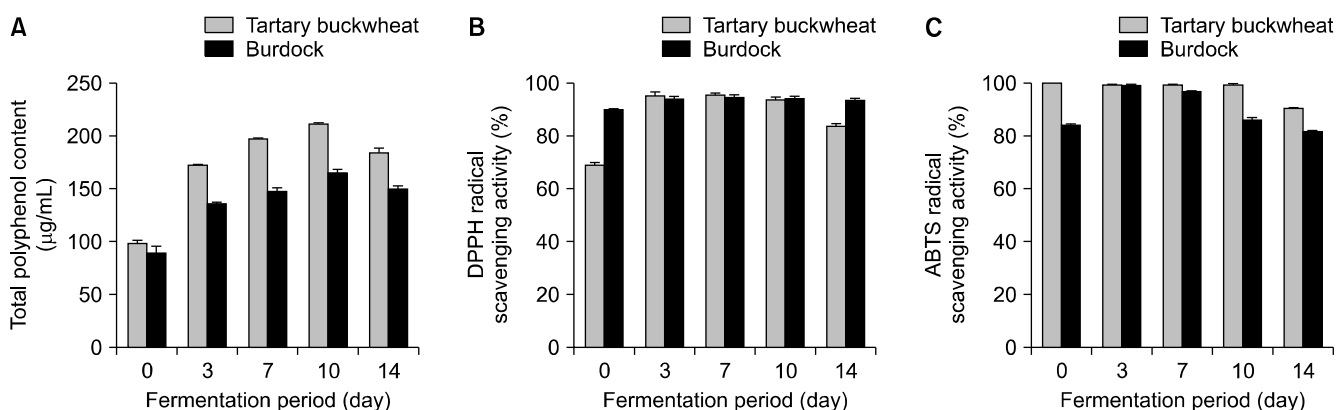 A
Tartary buckwheat
Burdock
Total polyphenol content
(μg/mL)
250
200
150
100
50
0
0 3 7 10 14
Fermentation period (day)
B
Tartary buckwheat
Burdock
DPPH radical
scavenging activity (%)
100
80
60
40
20
0
0 3 7 10 14
Fermentation period (day)
C
Tartary buckwheat
Burdock
ABTS radical
scavenging activity (%)
100
80
60
40
20
0
0 3 7 10 14
Fermentation period (day)